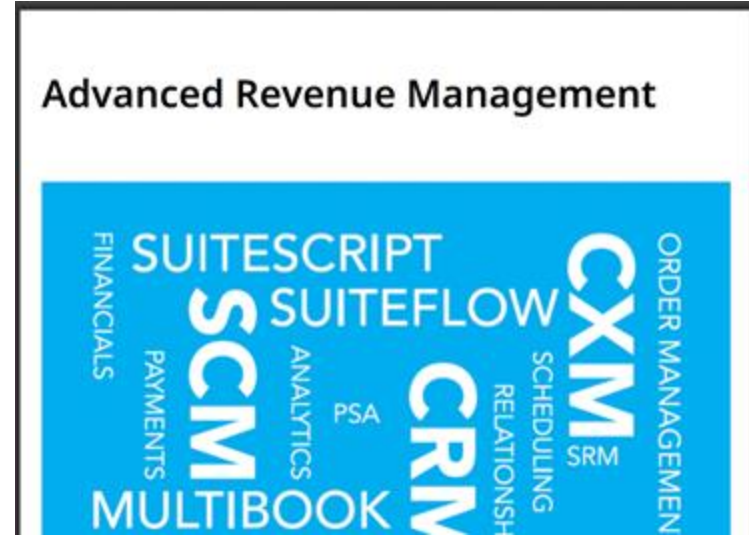 Advanced Revenue Management
FINANCIALS
SUITESCRIPT
CXM
ORDER MANAGEMEN
SCM
SUITEFLOW
PAYMENTS
ANALYTICS
PSA
CRM
RELATIONSH
SCHEDULING
SRM
MULTIBOOK